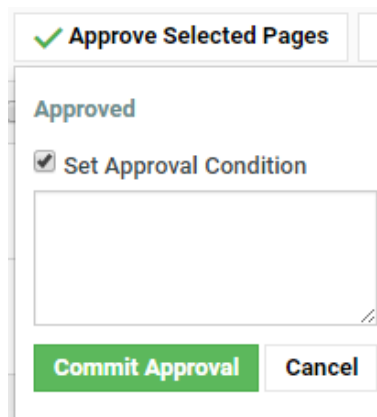 Approve Selected Pages
Approved
Set Approval Condition
Commit Approval Cancel